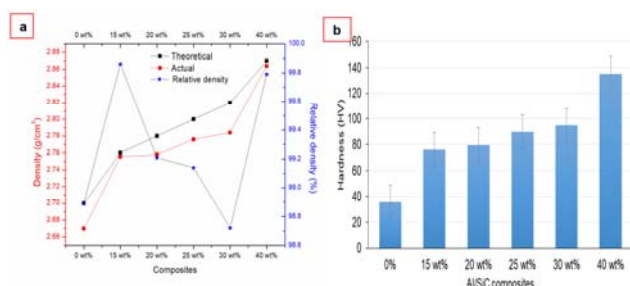 a
0 wt% 15 wt% 20 wt% 25 wt% 30 wt% 40 wt%
Theoretical
Actual
Relative density
Density (g/cm³)
2.88
2.86
2.84
2.82
2.80
2.78
2.76
2.74
2.72
2.70
2.68
2.66
100.0
99.8
99.6
99.4
99.2
99.0
98.8
98.6
Relative density (%)
0 wt% 15 wt% 20 wt% 25 wt% 30 wt% 40 wt%
Composites
b
Hardness (HV)
160
140
120
100
80
60
40
20
0
0% 15 wt% 20 wt% 25 wt% 30 wt% 40 wt%
Al/SiC composites